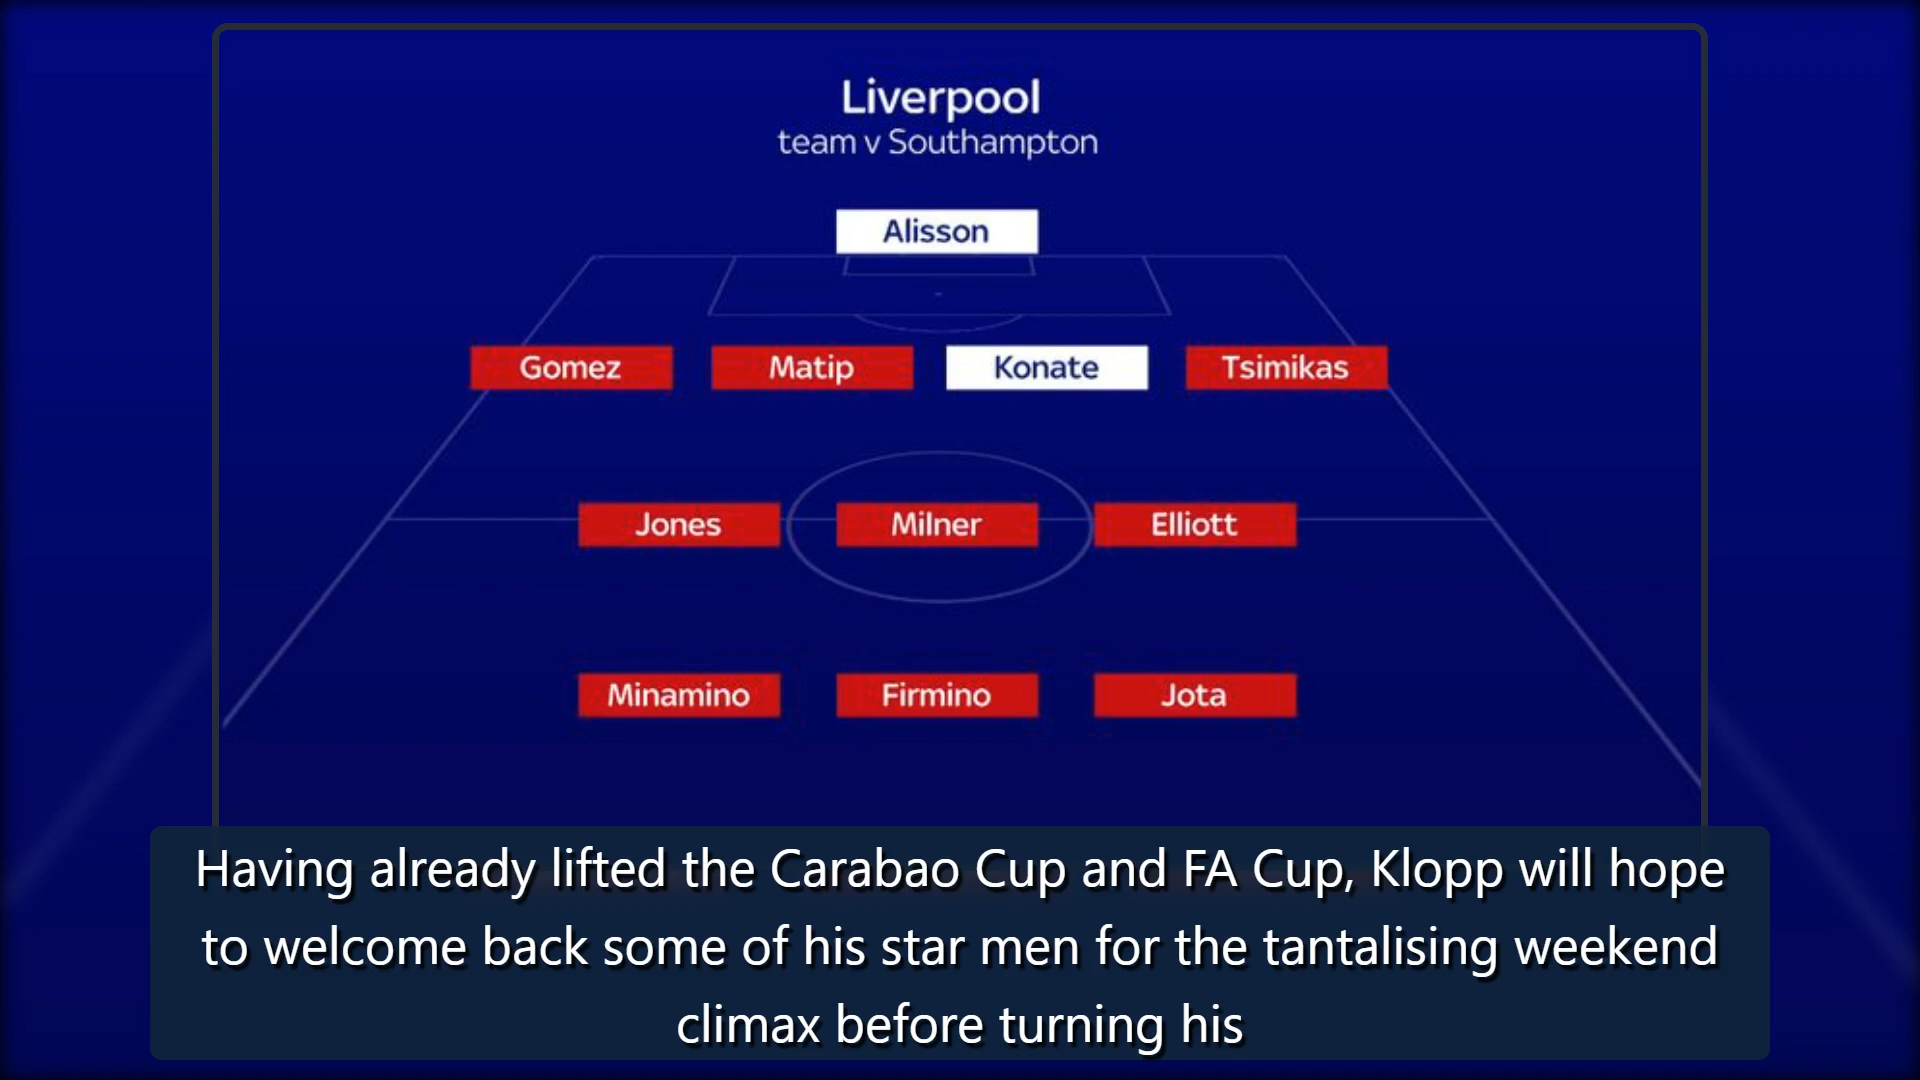 Liverpool
team v Southampton
Alisson
Gomez Matip Konate Tsimikas
Jones Milner Elliott
Minamino Firmino Jota
Having already lifted the Carabao Cup and FA Cup, Klopp will hope
to welcome back some of his star men for the tantalising weekend
climax before turning his